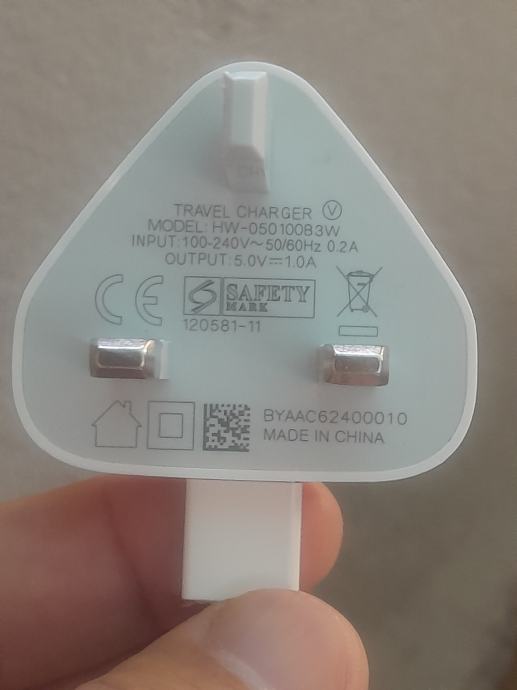 TRAVEL CHARGER V
MODEL: HW-050100B3W
INPUT:100-240V~50/60Hz 0.2A
OUTPUT:5.0V⎓1.0A
CE SAFETY
MARK
120581-11
BYAAC62400010
MADE IN CHINA